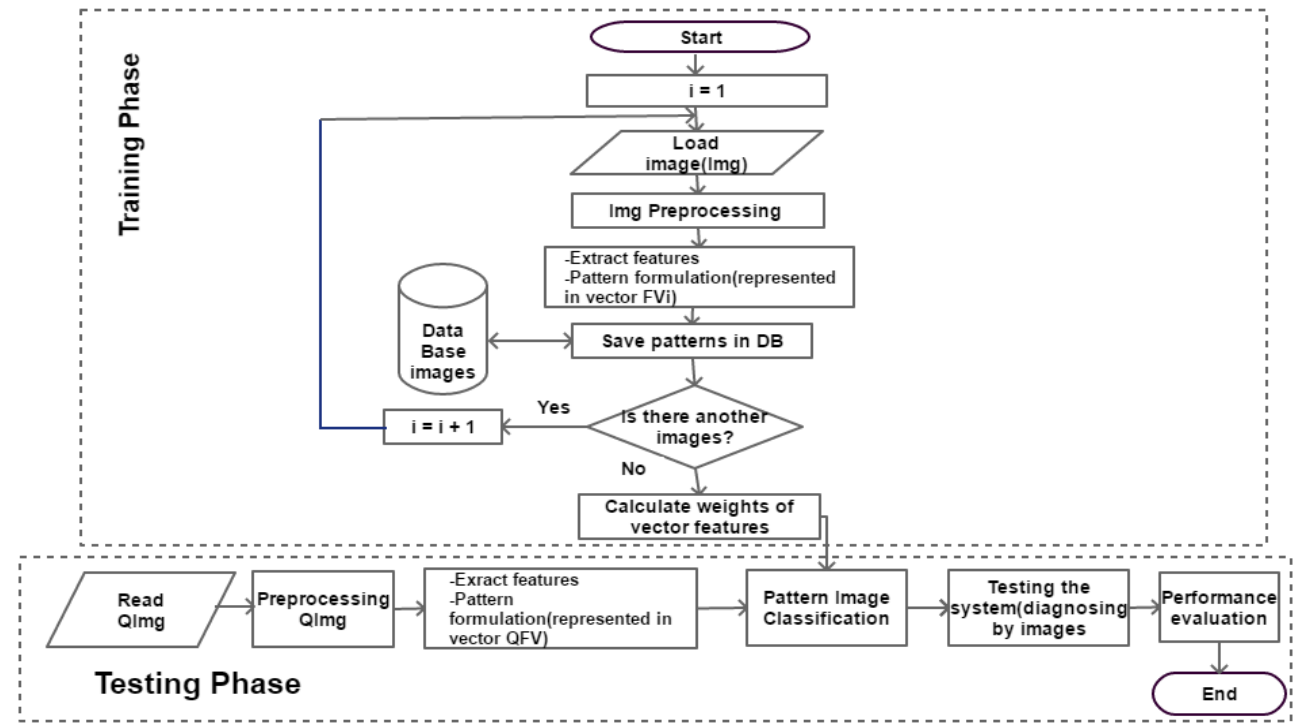 Training Phase
Start
i = 1
Load
image(Img)
Img Preprocessing
-Extract features
-Pattern formulation(represented
in vector FVi)
Data
Base
images
Save patterns in DB
Is there another
images?
Yes
i = i + 1
No
Calculate weights of
vector features
Read
QImg
Preprocessing
QImg
-Exract features
-Pattern
formulation(represented in
vector QFV)
Pattern Image
Classification
Testing the
system(diagnosing
by images
Performance
evaluation
End
Testing Phase